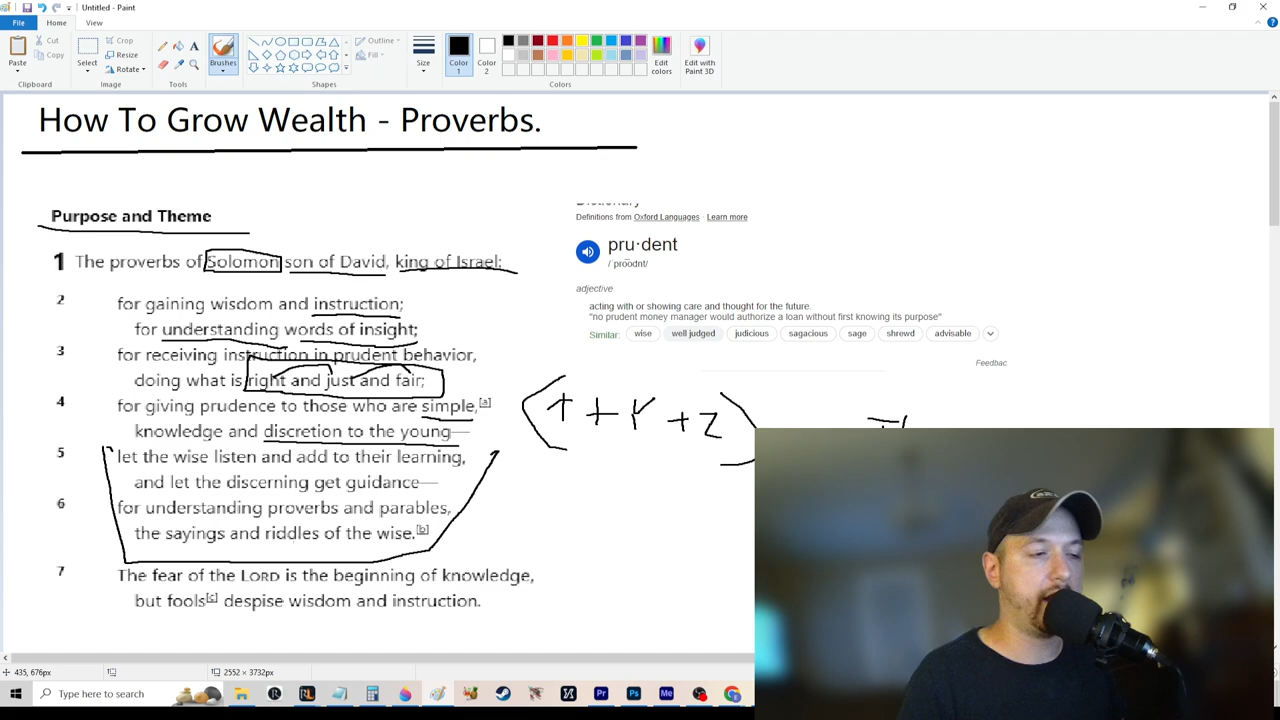 Untitled - Paint
File Home View
Cut
Copy
Paste
Clipboard
Crop
Resize
Rotate
Select
Image
Tools
Brushes
Outline
Fill
Shapes
Size
Color 1
Color 2
Edit colors
Colors
Edit with Paint 3D
How To Grow Wealth - Proverbs.
Purpose and Theme
1 The proverbs of Solomon son of David, king of Israel:
2 for gaining wisdom and instruction;
for understanding words of insight;
3 for receiving instruction in prudent behavior,
doing what is right and just and fair;
4 for giving prudence to those who are simple,[a]
knowledge and discretion to the young—
5 let the wise listen and add to their learning,
and let the discerning get guidance—
6 for understanding proverbs and parables,
the sayings and riddles of the wise.[b]
7 The fear of the LORD is the beginning of knowledge,
but fools[c] despise wisdom and instruction.
Dictionary
Definitions from Oxford Languages · Learn more
pru·dent
/ˈpro͞odnt/
adjective
acting with or showing care and thought for the future.
"no prudent money manager would authorize a loan without first knowing its purpose"
Similar: wise well judged judicious sagacious sage shrewd advisable
Feedbac
435, 676px
2552 × 3732px
Type here to search